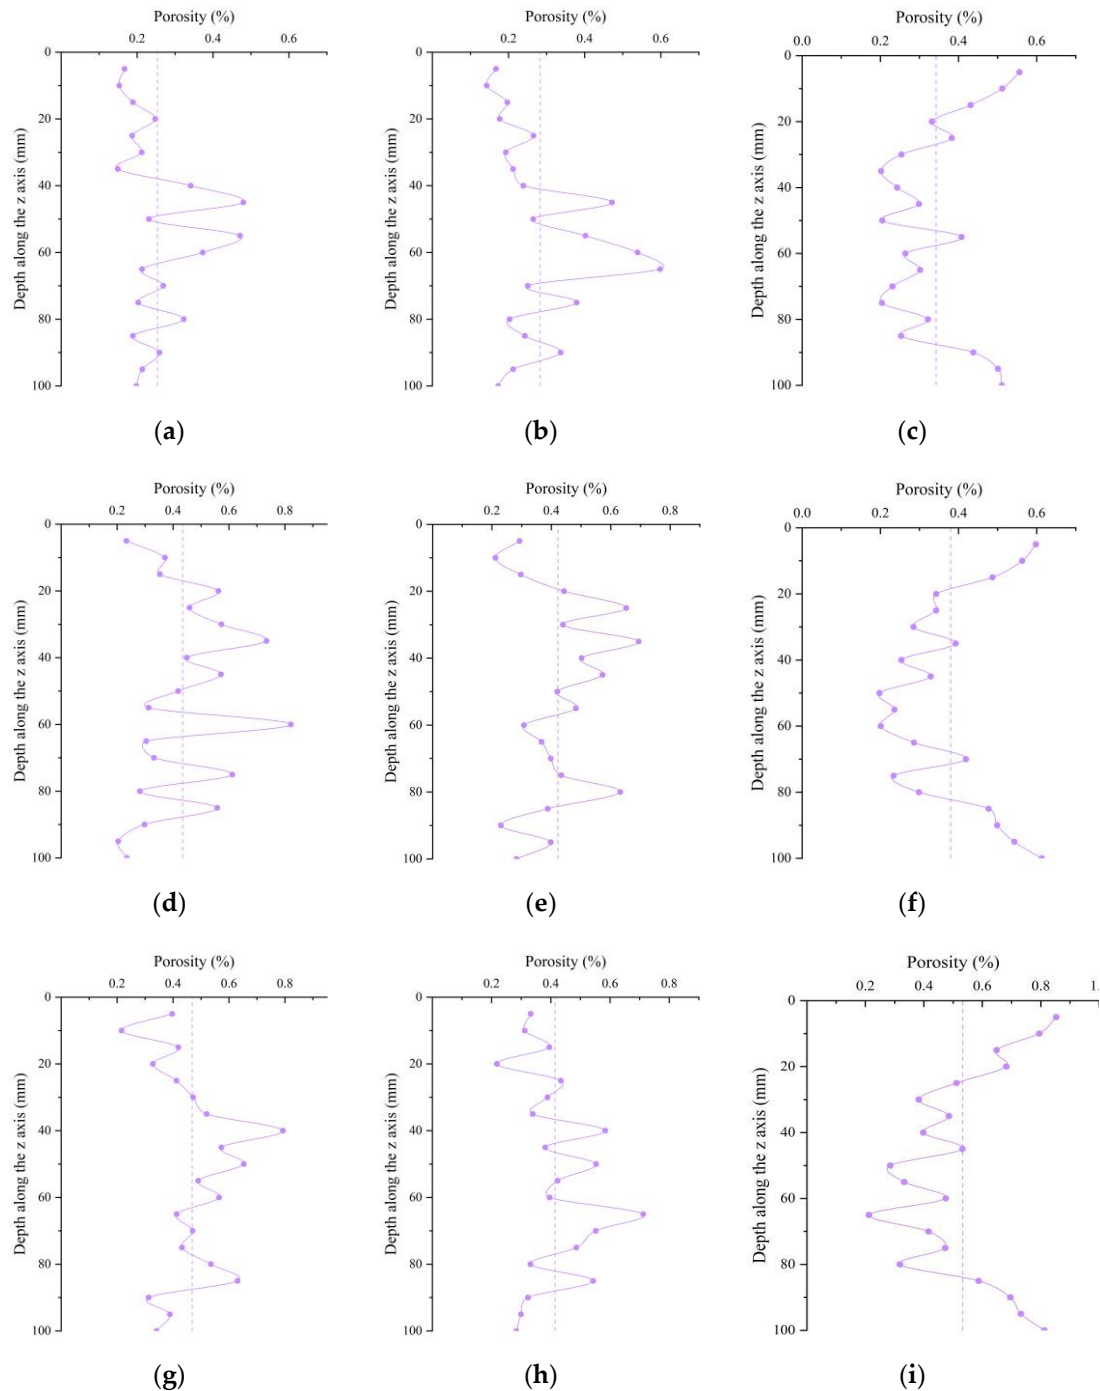 Porosity (%) Porosity (%) Porosity (%)
0.2 0.4 0.6 0.2 0.4 0.6 0.0 0.2 0.4 0.6
0 0 0
20 20 20
40 40 40
60 60 60
80 80 80
100 100 100
Depth along the z axis (mm) Depth along the z axis (mm) Depth along the z axis (mm)
(a) (b) (c)
Porosity (%) Porosity (%) Porosity (%)
0.2 0.4 0.6 0.8 0.2 0.4 0.6 0.8 0.0 0.2 0.4 0.6
0 0 0
20 20 20
40 40 40
60 60 60
80 80 80
100 100 100
Depth along the z axis (mm) Depth along the z axis (mm) Depth along the z axis (mm)
(d) (e) (f)
Porosity (%) Porosity (%) Porosity (%)
0.2 0.4 0.6 0.8 0.2 0.4 0.6 0.8 0.2 0.4 0.6 0.8 1.
0 0 0
20 20 20
40 40 40
60 60 60
80 80 80
100 100 100
Depth along the z axis (mm) Depth along the z axis (mm) Depth along the z axis (mm)
(g) (h) (i)